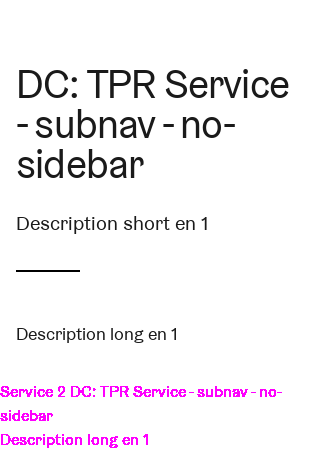 DC: TPR Service
- subnav - no-
sidebar
Description short en 1
Description long en 1
Service 2 DC: TPR Service - subnav - no-
sidebar
Description long en 1